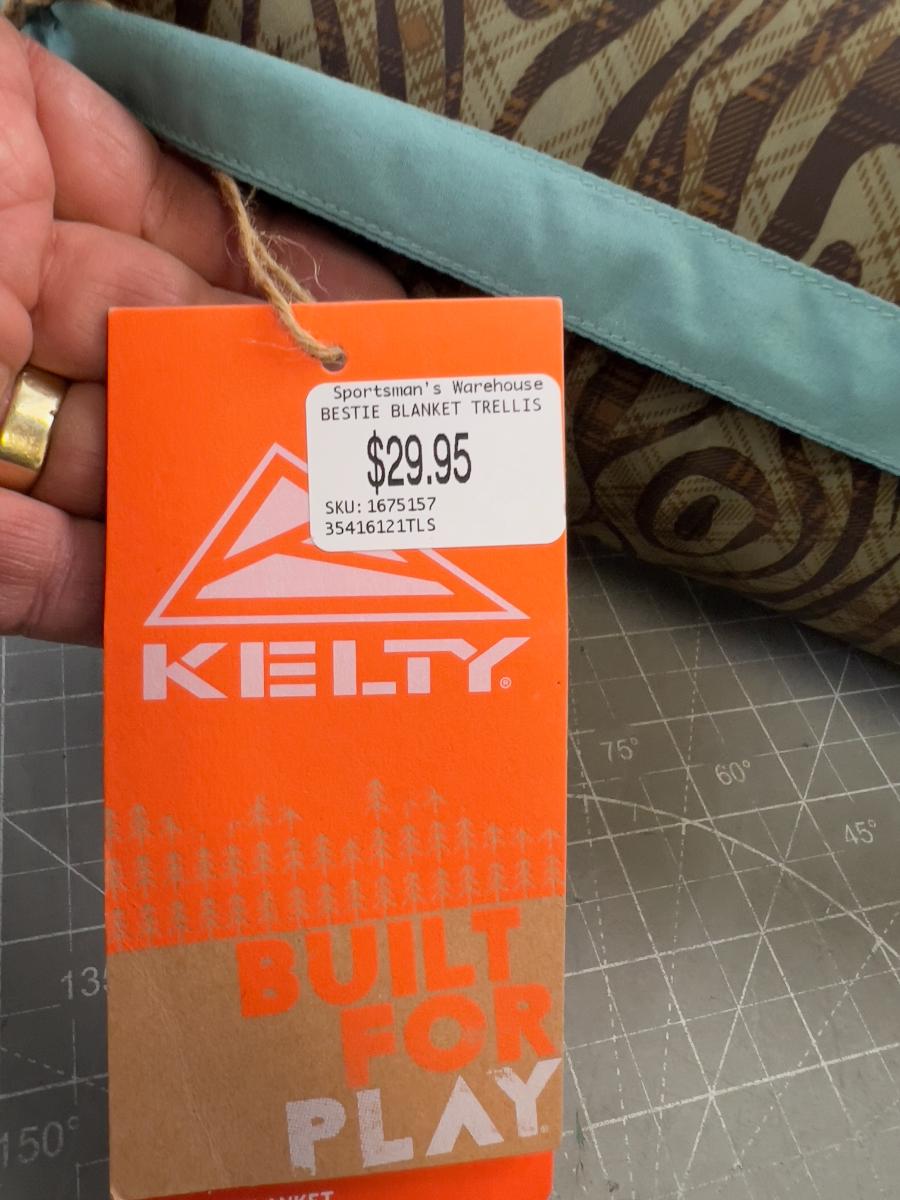 Sportsman's Warehouse
BESTIE BLANKET TRELLIS
$29.95
SKU: 1675157
35416121TLS
KELTY®
75°
60°
45°
BUILT
FOR
PLAY
150°